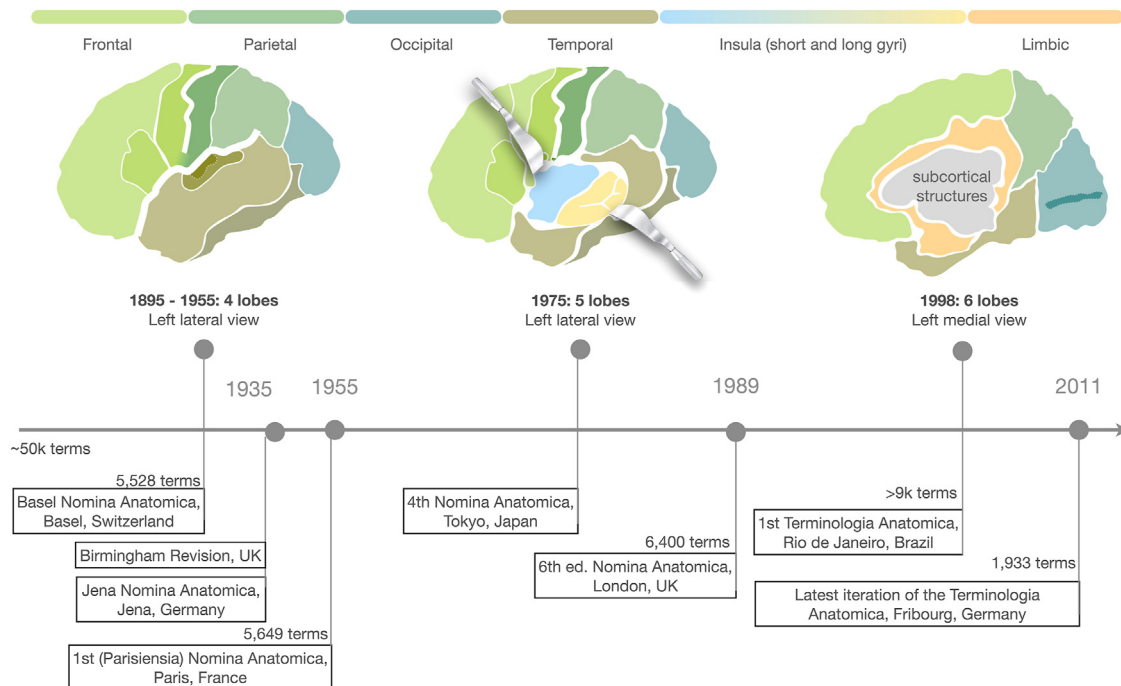 Frontal
Parietal
Occipital
Temporal
Insula (short and long gyri)
Limbic
subcortical
structures
1895 - 1955: 4 lobes
Left lateral view
1975: 5 lobes
Left lateral view
1998: 6 lobes
Left medial view
1935
1955
1989
2011
~50k terms
5,528 terms
Basel Nomina Anatomica,
Basel, Switzerland
Birmingham Revision, UK
Jena Nomina Anatomica,
Jena, Germany
5,649 terms
1st (Parisiensia) Nomina Anatomica,
Paris, France
4th Nomina Anatomica,
Tokyo, Japan
6,400 terms
6th ed. Nomina Anatomica,
London, UK
>9k terms
1st Terminologia Anatomica,
Rio de Janeiro, Brazil
1,933 terms
Latest iteration of the Terminologia
Anatomica, Fribourg, Germany